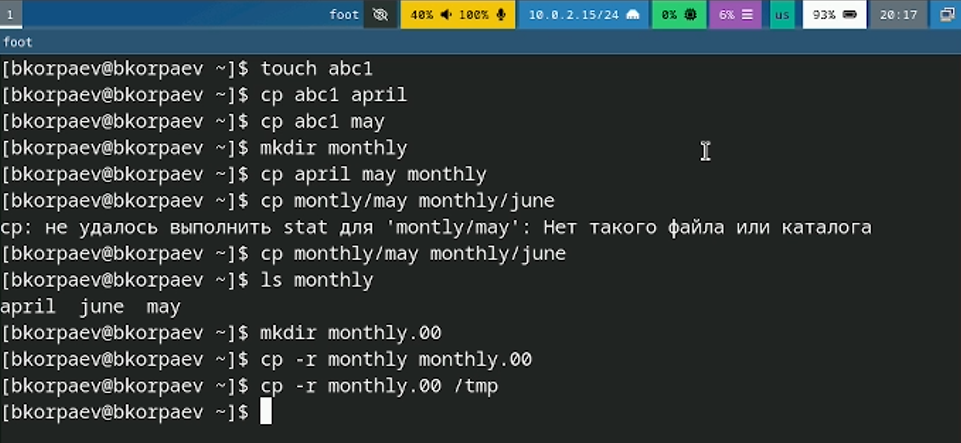 1 foot 40% 100% 10.0.2.15/24 0% 6% us 93% 20:17
foot
[bkorpaev@bkorpaev ~]$ touch abc1
[bkorpaev@bkorpaev ~]$ cp abc1 april
[bkorpaev@bkorpaev ~]$ cp abc1 may
[bkorpaev@bkorpaev ~]$ mkdir monthly
[bkorpaev@bkorpaev ~]$ cp april may monthly
[bkorpaev@bkorpaev ~]$ cp montly/may monthly/june
cp: не удалось выполнить stat для 'montly/may': Нет такого файла или каталога
[bkorpaev@bkorpaev ~]$ cp monthly/may monthly/june
[bkorpaev@bkorpaev ~]$ ls monthly
april  june  may
[bkorpaev@bkorpaev ~]$ mkdir monthly.00
[bkorpaev@bkorpaev ~]$ cp -r monthly monthly.00
[bkorpaev@bkorpaev ~]$ cp -r monthly.00 /tmp
[bkorpaev@bkorpaev ~]$